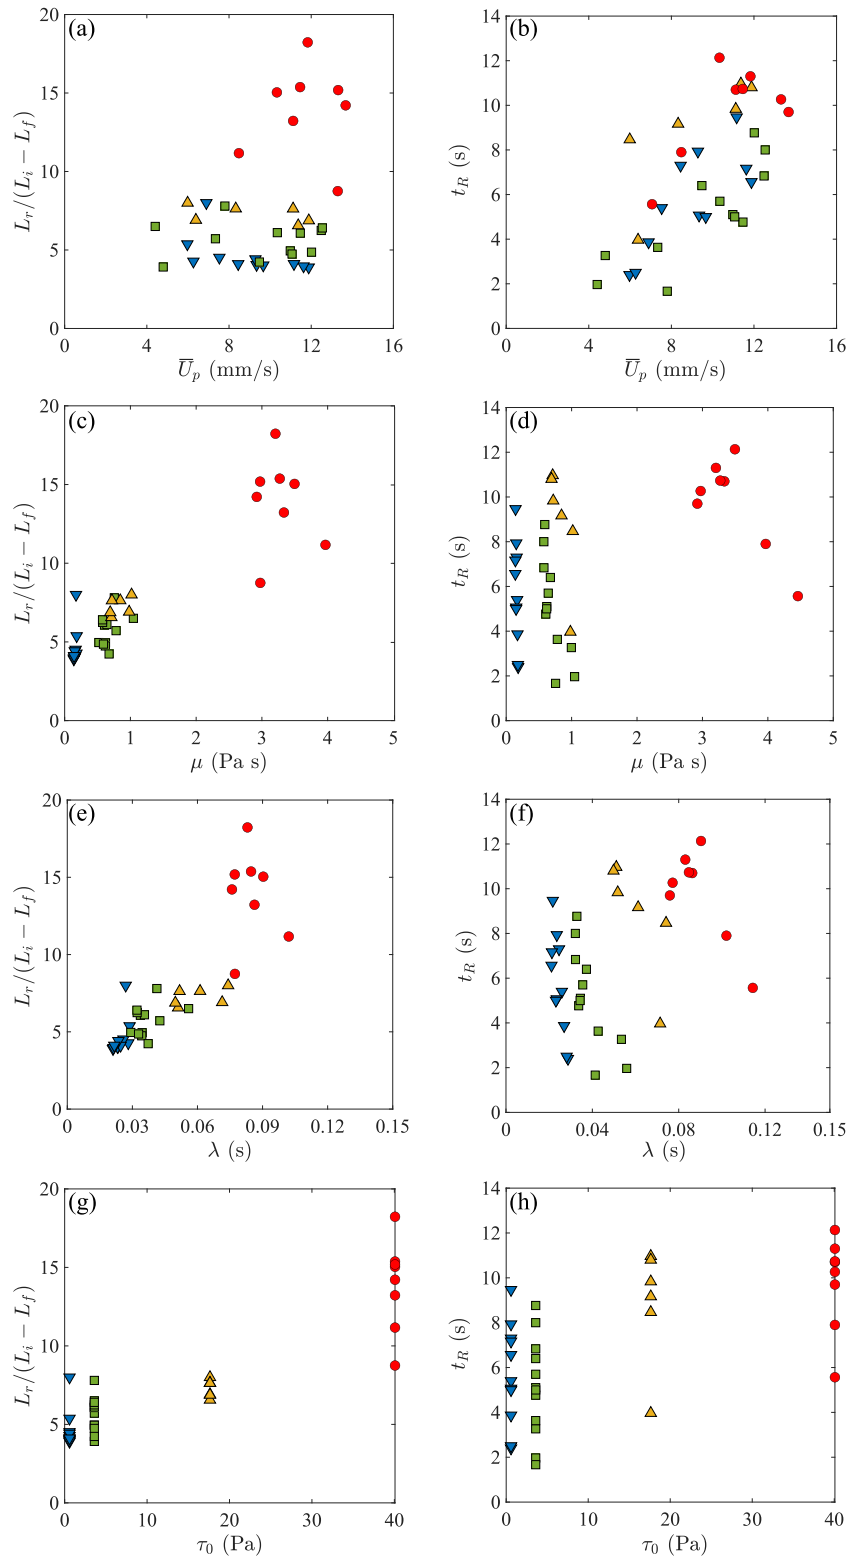 (a)
20
15
10
5
0
0 4 8 12 16
L_r/(L_i − L_f)
U̅_p (mm/s)
(b)
14
12
10
8
6
4
2
0
0 4 8 12 16
t_R (s)
U̅_p (mm/s)
(c)
20
15
10
5
0
0 1 2 3 4 5
L_r/(L_i − L_f)
μ (Pa s)
(d)
14
12
10
8
6
4
2
0
0 1 2 3 4 5
t_R (s)
μ (Pa s)
(e)
20
15
10
5
0
0 0.03 0.06 0.09 0.12 0.15
L_r/(L_i − L_f)
λ (s)
(f)
14
12
10
8
6
4
2
0
0 0.04 0.08 0.12 0.15
t_R (s)
λ (s)
(g)
20
15
10
5
0
0 10 20 30 40
L_r/(L_i − L_f)
τ_0 (Pa)
(h)
14
12
10
8
6
4
2
0
0 10 20 30 40
t_R (s)
τ_0 (Pa)